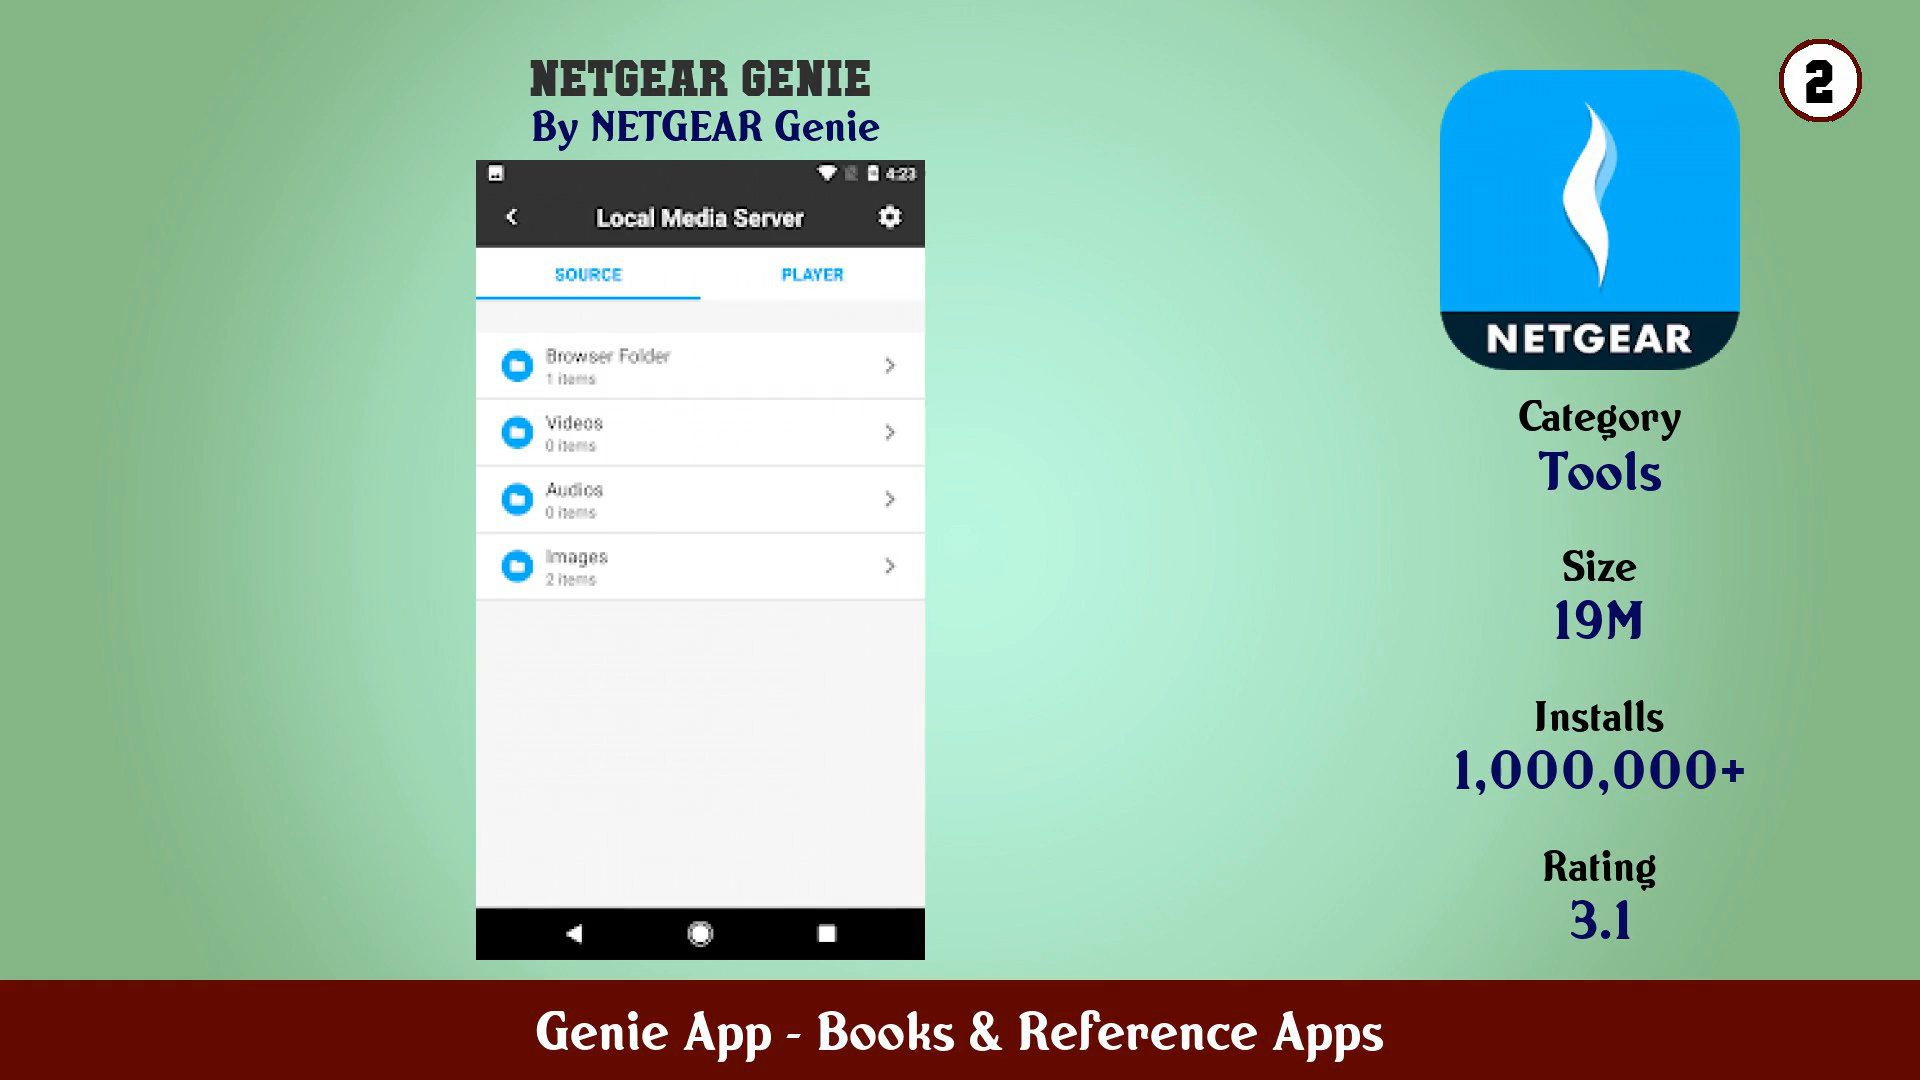 NETGEAR GENIE
By NETGEAR Genie
2
4:23
Local Media Server
SOURCE
PLAYER
Browser Folder
1 items
Videos
0 items
Audios
0 items
Images
2 items
NETGEAR
Category
Tools
Size
19M
Installs
1,000,000+
Rating
3.1
Genie App - Books & Reference Apps